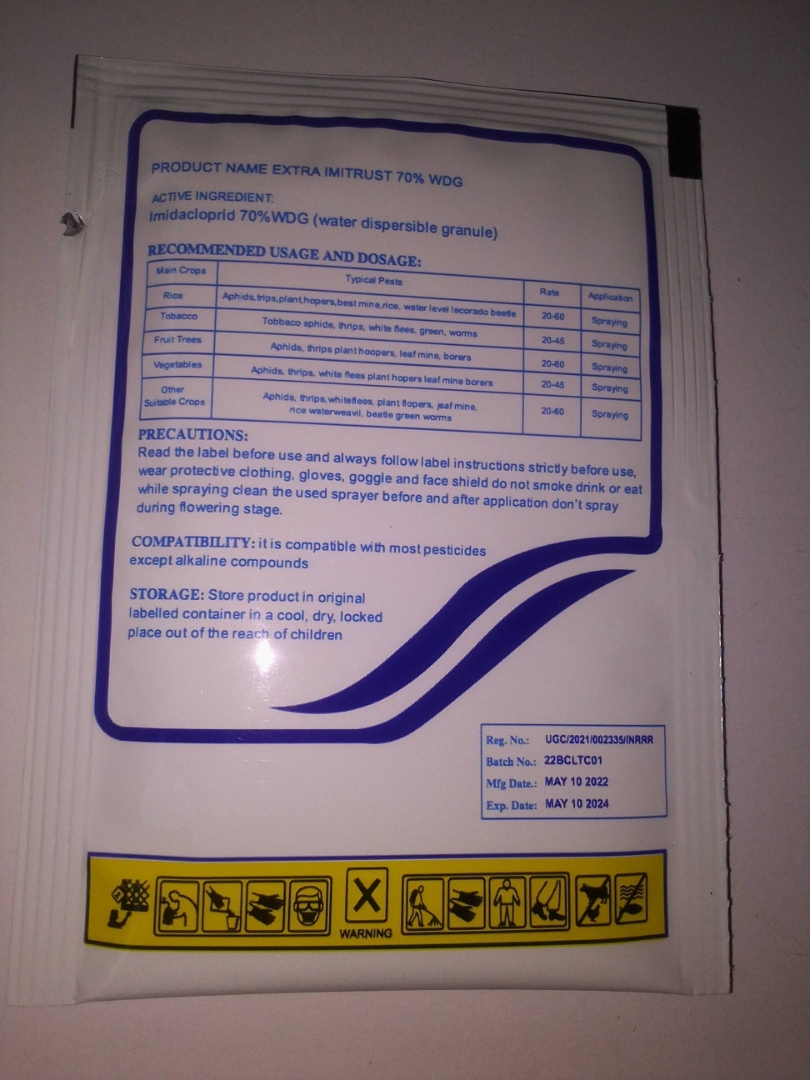 PRODUCT NAME EXTRA IMITRUST 70% WDG
ACTIVE INGREDIENT:
Imidacloprid 70%WDG (water dispersible granule)
RECOMMENDED USAGE AND DOSAGE:
Main Crops Typical Pests Rate Application
Rice Aphids,trips,plant,hopers,best mine,rice, water level lecorado beetle 20-60 Spraying
Tobacco Tobbaco sphide, thrips, white flees, green, worms 20-45 Spraying
Fruit Trees Aphids, thrips plant hoopers, leaf mine, borers 20-60 Spraying
Vegetables Aphids, thrips, white flees plant hopers leaf mine borers 20-45 Spraying
Other Suitable Crops Aphids, thrips,whiteflees, plant flopers, jeaf mine,
rice waterweavil, beatle green worms 20-60 Spraying
PRECAUTIONS:
Read the label before use and always follow label instructions strictly before use,
wear protective clothing, gloves, goggle and face shield do not smoke drink or eat
while spraying clean the used sprayer before and after application don't spray
during flowering stage.
COMPATIBILITY: it is compatible with most pesticides
except alkaline compounds
STORAGE: Store product in original
labelled container in a cool, dry, locked
place out of the reach of children
Reg. No.: UGC/2021/002335/INRRR
Batch No.: 22BCLTC01
Mfg Date.: MAY 10 2022
Exp. Date: MAY 10 2024
X
WARNING